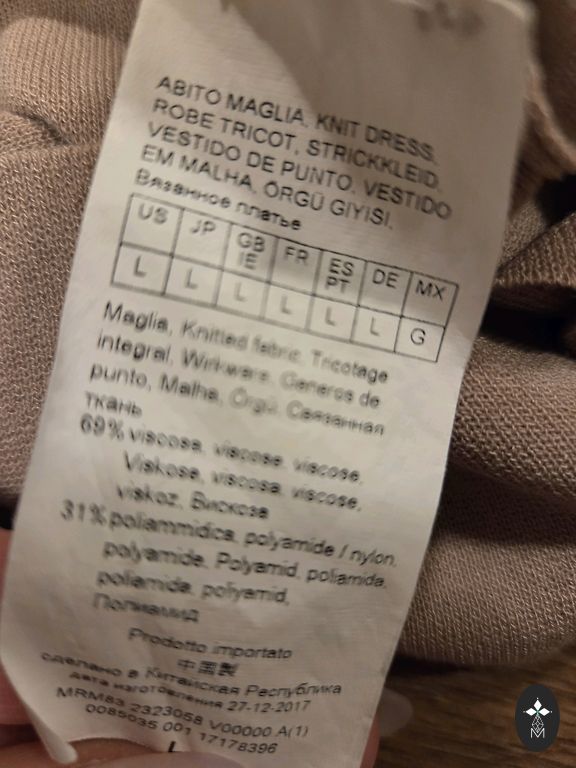 ABITO MAGLIA, KNIT DRESS,
ROBE TRICOT, STRICKKLEID,
VESTIDO DE PUNTO, VESTIDO
EM MALHA, ÖRGÜ GIYISI,
Вязанное платье
US JP GB IE FR ES PT DE MX
L L L L L L G
Maglia, Knitted fabric, Tricotage
integral, Wirkware, Generos de
punto, Malha, Örgü, Связанная
ткань
69% viscosa, viscose, viscose,
Viskose, viscosa, viscose,
viskoz, Вискоза
31% poliammidica, polyamide / nylon,
polyamide, Polyamid, poliamida,
poliamida, poliyamid,
Полиамид
Prodotto importato
中国製
сделано в Китайская Республика
дата изготовления 27-12-2017
MRM83 2323058 V00000 A(1)
0085035 001 17178396
L
M